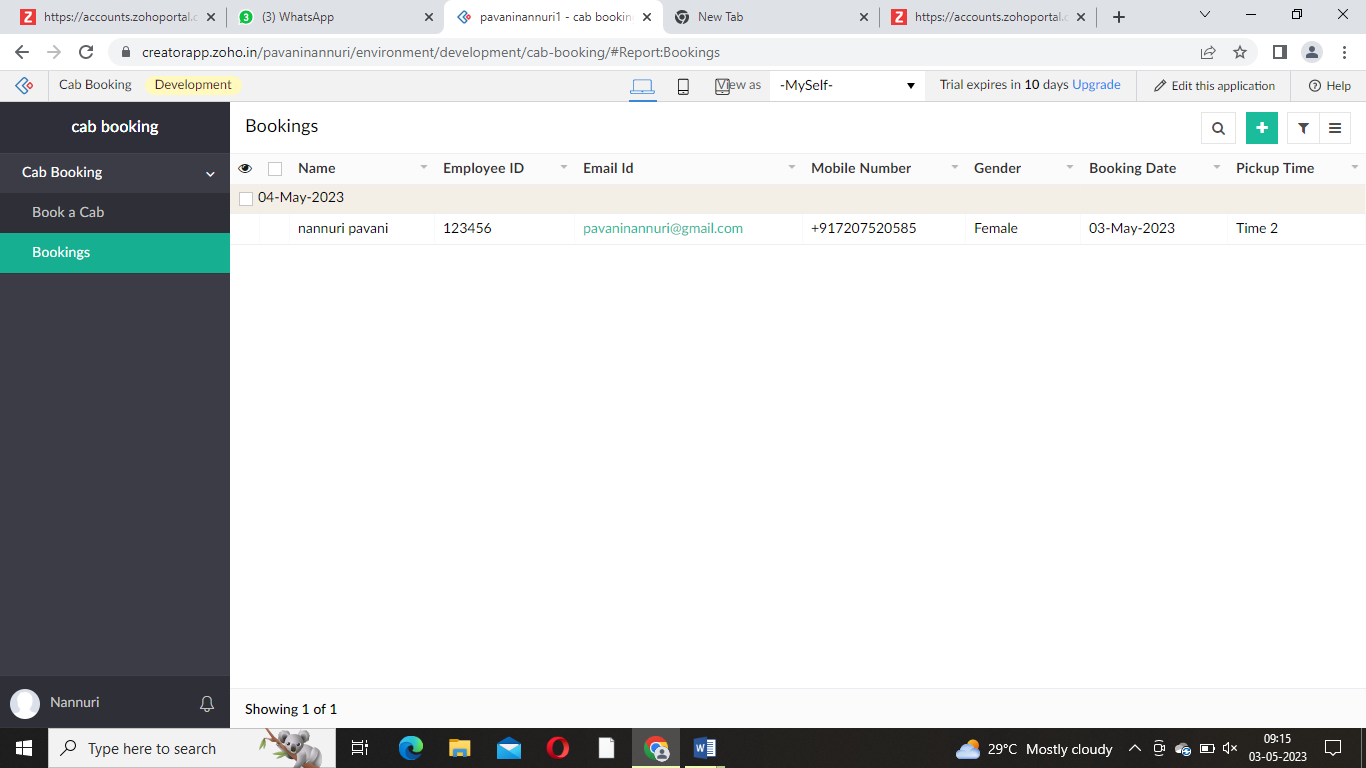 Z https://accounts.zohoportal.c
3 (3) WhatsApp
pavaninannuri1 - cab bookin
New Tab
Z https://accounts.zohoportal.c
creatorapp.zoho.in/pavaninannuri/environment/development/cab-booking/#Report:Bookings
Cab Booking Development View as -MySelf- Trial expires in 10 days Upgrade Edit this application Help
cab booking
Cab Booking
Book a Cab
Bookings
Bookings
Name Employee ID Email Id Mobile Number Gender Booking Date Pickup Time
04-May-2023
nannuri pavani 123456 pavaninannuri@gmail.com +917207520585 Female 03-May-2023 Time 2
Nannuri
Showing 1 of 1
Type here to search
29°C Mostly cloudy
09:15
03-05-2023